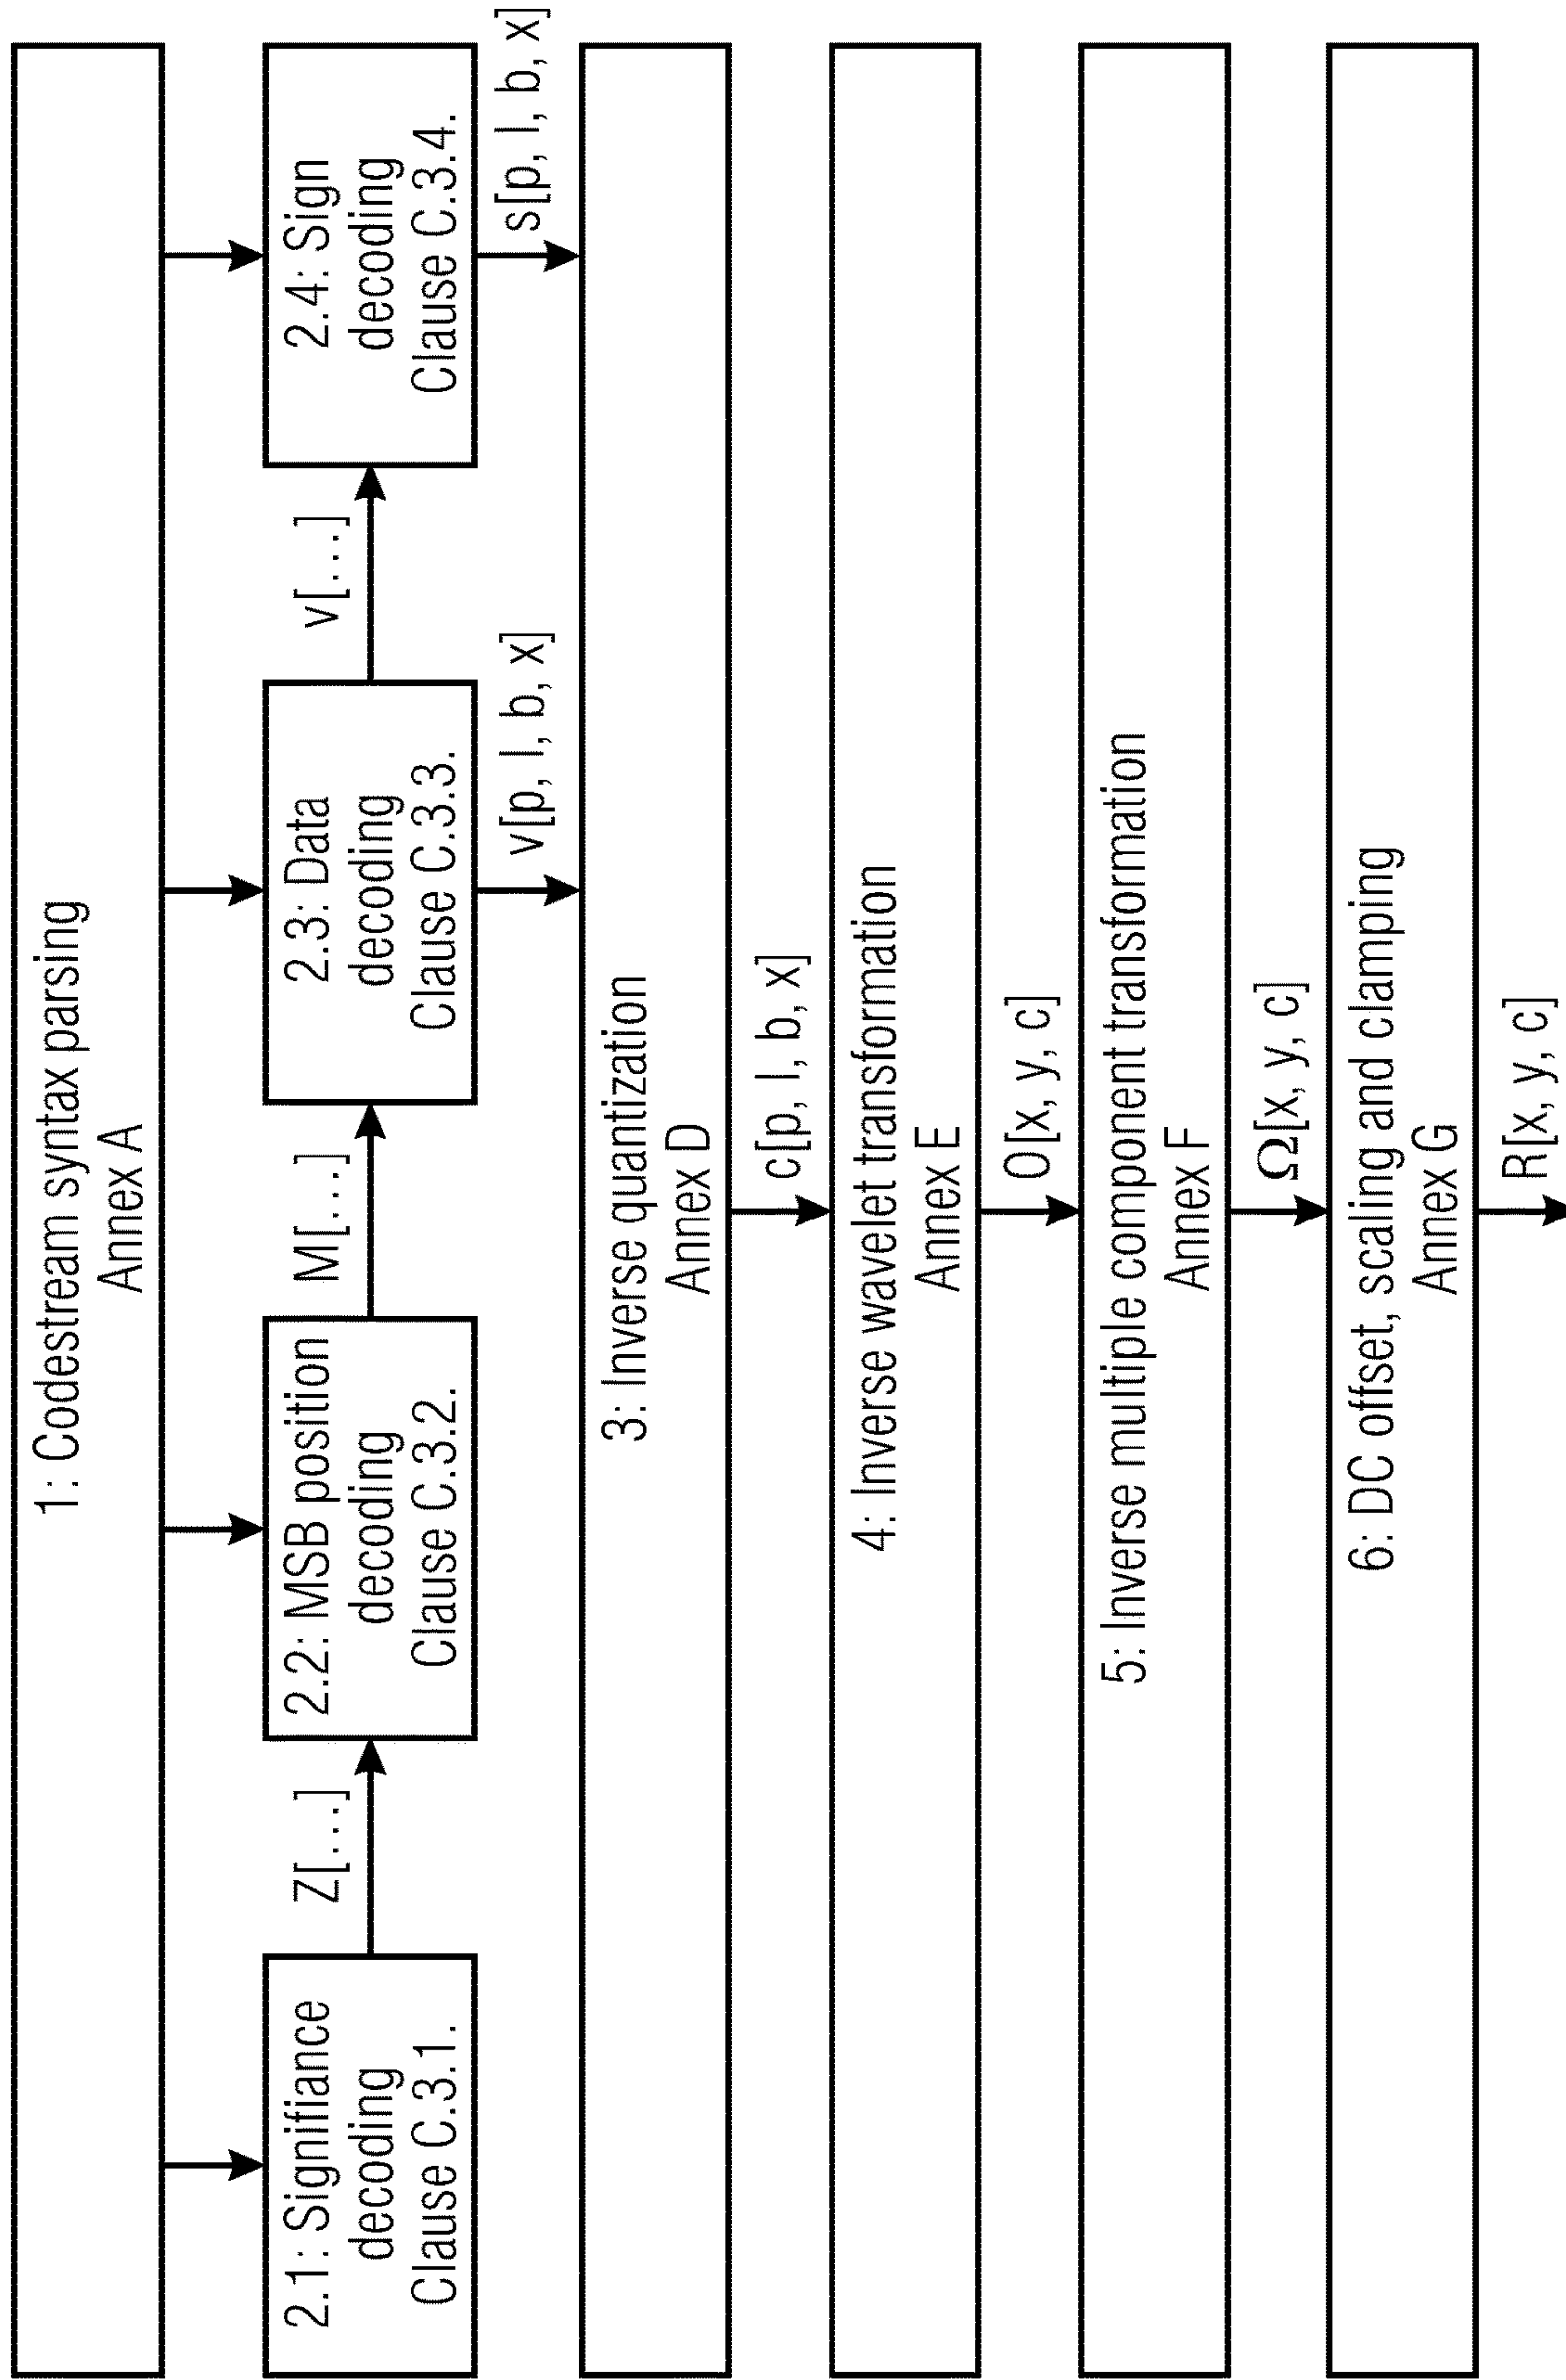 1: Codestream syntax parsing
Annex A
2.1: Signifiance
decoding
Clause C.3.1.
Z[...]
2.2: MSB position
decoding
Clause C.3.2.
M[...]
2.3: Data
decoding
Clause C.3.3.
v[...]
2.4: Sign
decoding
Clause C.3.4.
v[p, l, b, x]
s[p, l, b, x]
3: Inverse quantization
Annex D
c[p, l, b, x]
4: Inverse wavelet transformation
Annex E
O[x, y, c]
5: Inverse multiple component transformation
Annex F
Ω[x, y, c]
6: DC offset, scaling and clamping
Annex G
R[x, y, c]